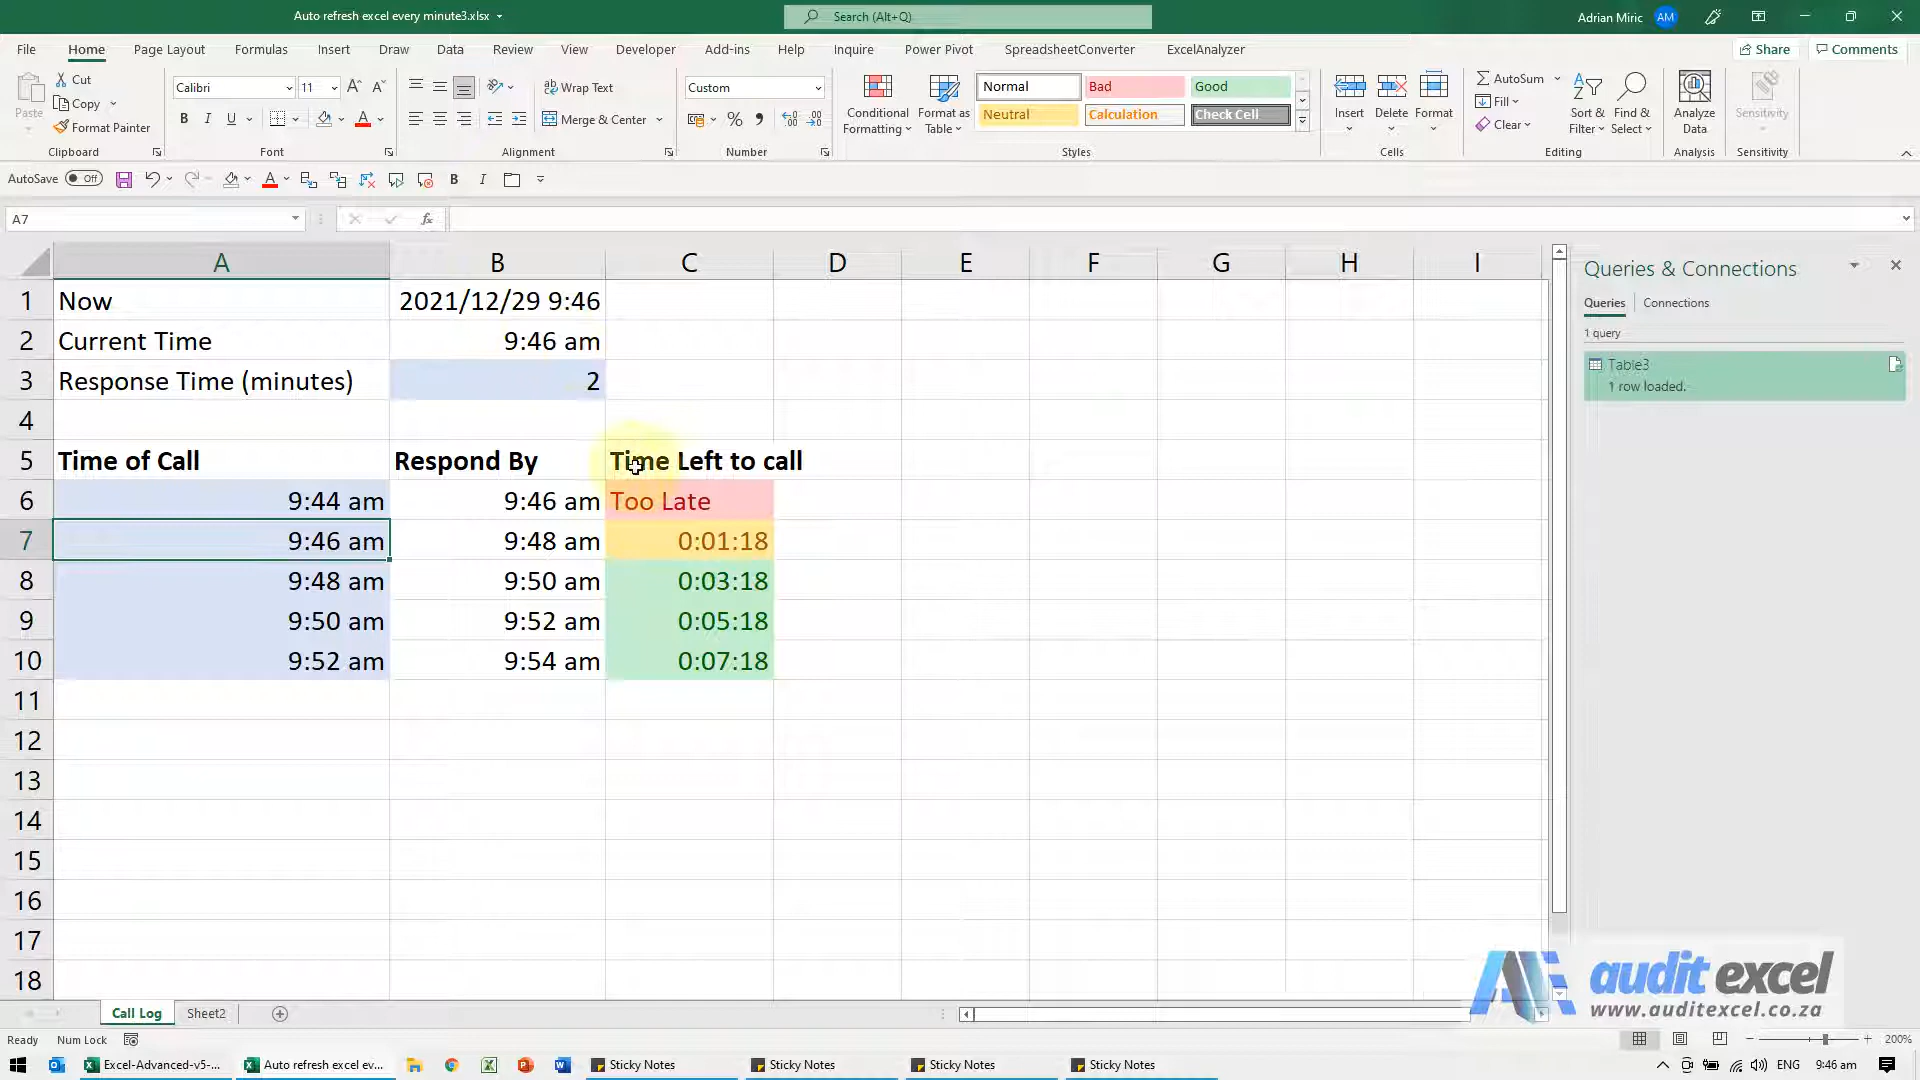 Auto refresh excel every minute3.xlsx
Search (Alt+Q)
Adrian Miric AM
File Home Page Layout Formulas Insert Draw Data Review View Developer Add-ins Help Inquire Power Pivot SpreadsheetConverter ExcelAnalyzer Share Comments
Paste
Cut
Copy
Format Painter
Clipboard
Calibri 11
B I U
Font
Wrap Text
Merge & Center
Alignment
Custom
Number
Conditional Formatting
Format as Table
Normal Bad Good
Neutral Calculation Check Cell
Styles
Insert Delete Format
Cells
AutoSum
Fill
Clear
Sort & Filter
Find & Select
Editing
Analyze Data
Analysis
Sensitivity
Sensitivity
AutoSave Off
B I
A7
fx
A B C D E F G H I
1 Now 2021/12/29 9:46
2 Current Time 9:46 am
3 Response Time (minutes) 2
4
5 Time of Call Respond By Time Left to call
6 9:44 am 9:46 am Too Late
7 9:46 am 9:48 am 0:01:18
8 9:48 am 9:50 am 0:03:18
9 9:50 am 9:52 am 0:05:18
10 9:52 am 9:54 am 0:07:18
11
12
13
14
15
16
17
18
Queries & Connections
Queries Connections
1 query
Table3
1 row loaded.
audit excel
www.auditexcel.co.za
Call Log Sheet2
Ready Num Lock 200%
Excel-Advanced-v5-... Auto refresh excel ev... Sticky Notes Sticky Notes Sticky Notes Sticky Notes ENG 9:46 am